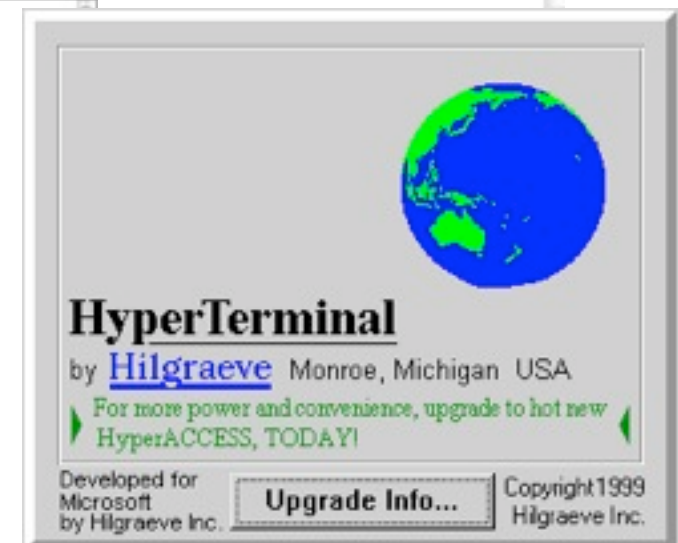 HyperTerminal
by Hilgraeve Monroe, Michigan USA
For more power and convenience, upgrade to hot new
HyperACCESS, TODAY!
Developed for
Microsoft
by Hilgraeve Inc.
Upgrade Info...
Copyright 1999
Hilgraeve Inc.